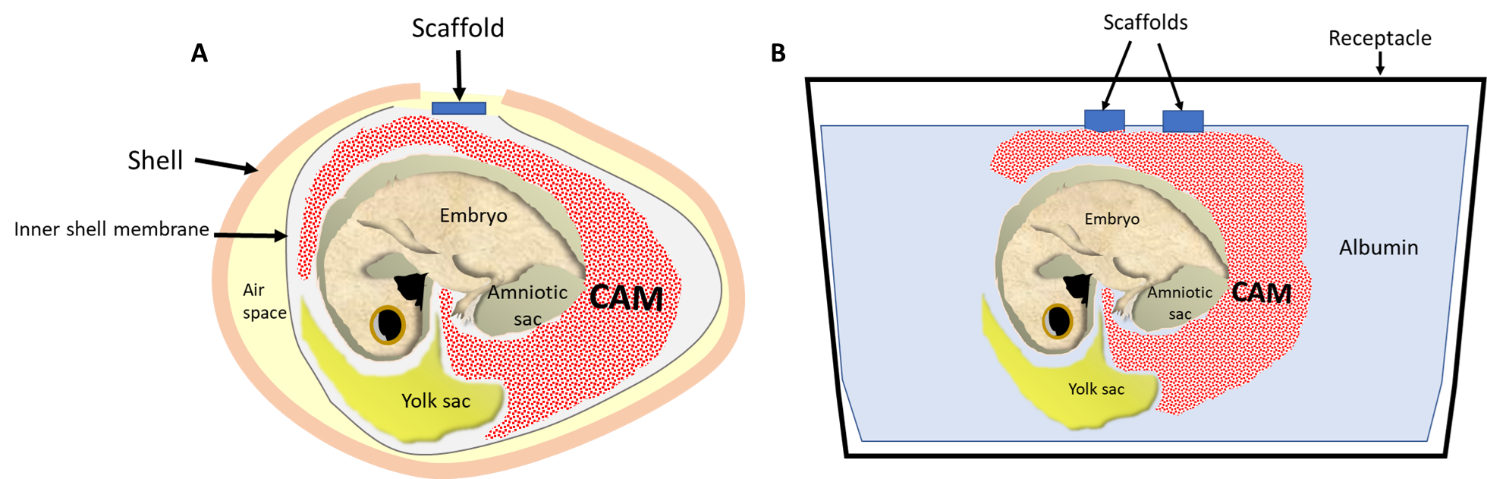 A
Scaffold
Shell
Inner shell membrane
Air
space
Embryo
Amniotic
sac
CAM
Yolk sac
B
Scaffolds
Receptacle
Embryo
Albumin
Amniotic
sac
CAM
Yolk sac